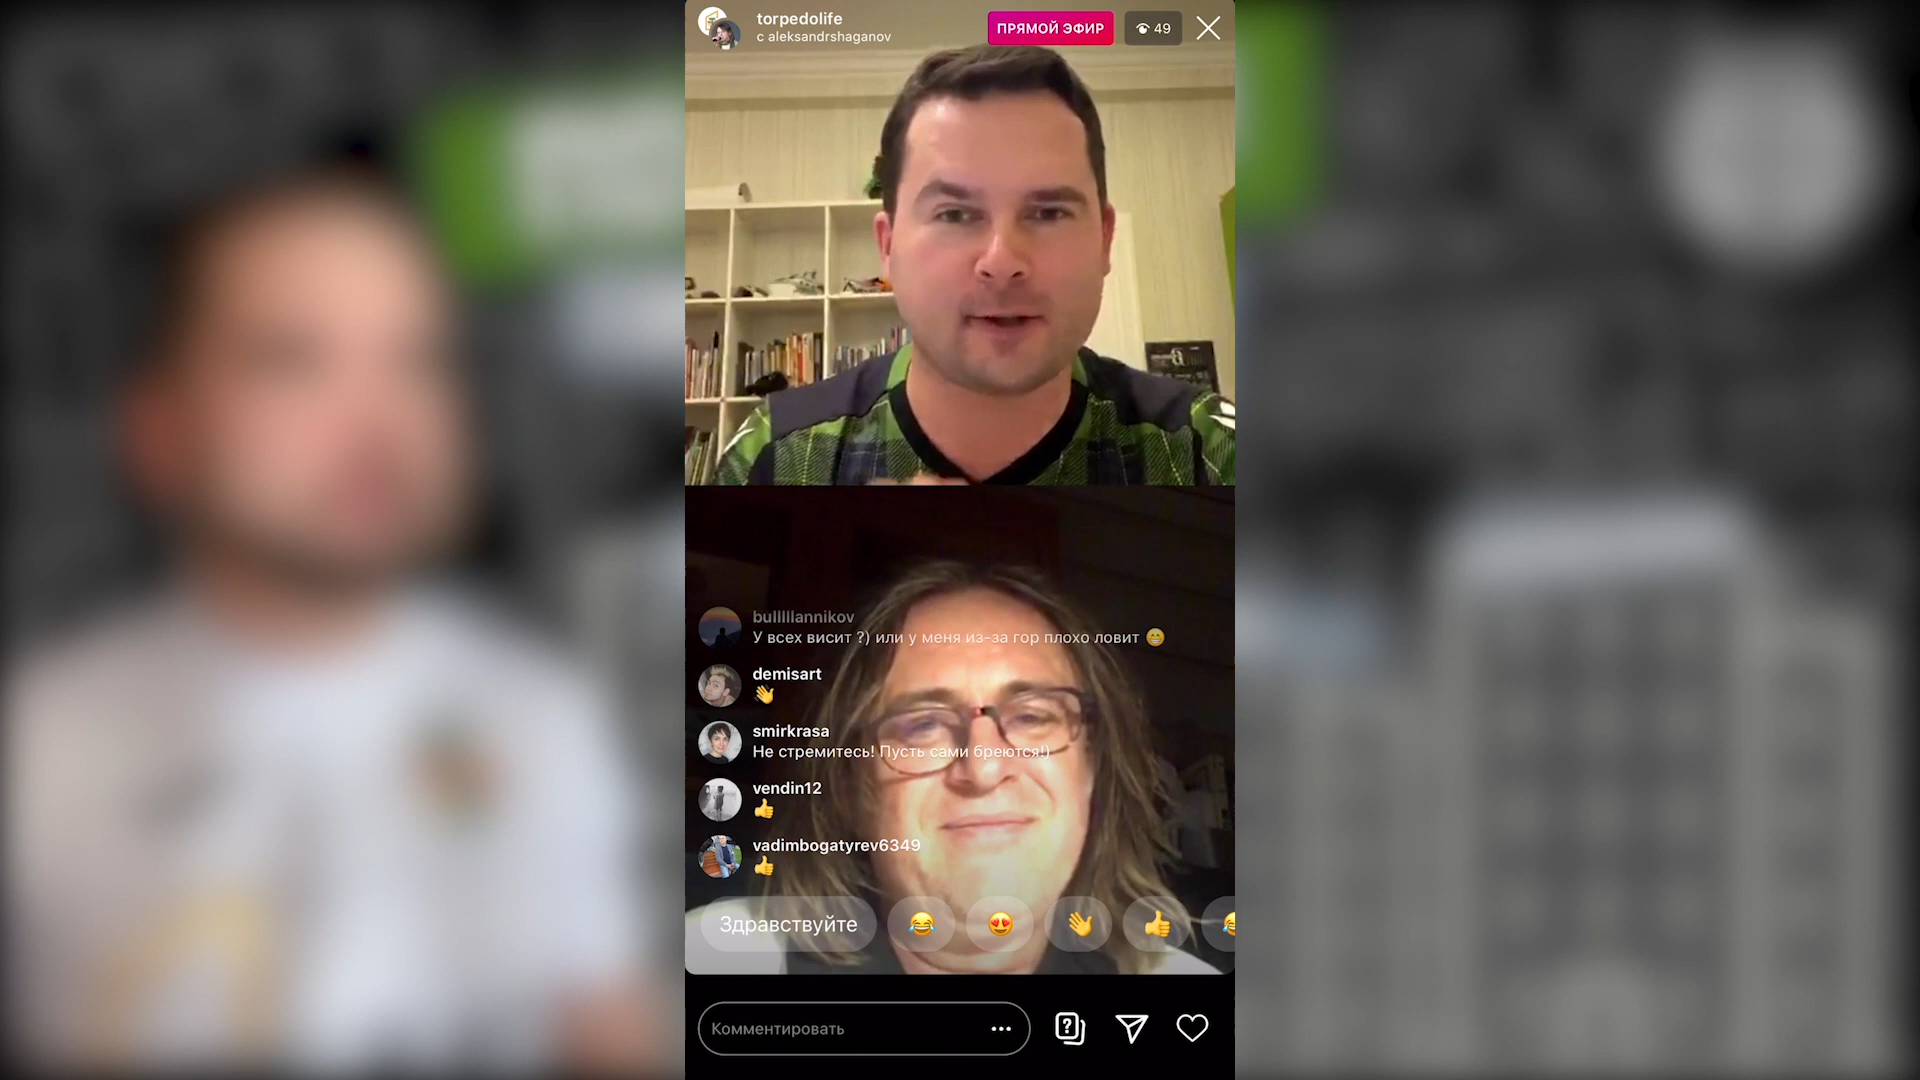 torpedolife
с aleksandrshaganov
ПРЯМОЙ ЭФИР
49
bulllllannikov
У всех висит ?) или у меня из-за гор плохо ловит 😁
demisart
👋
smirkrasa
Не стремитесь! Пусть сами бреются!)
vendin12
👍
vadimbogatyrev6349
👍
Здравствуйте 😂 😍 👋 👍
Комментировать